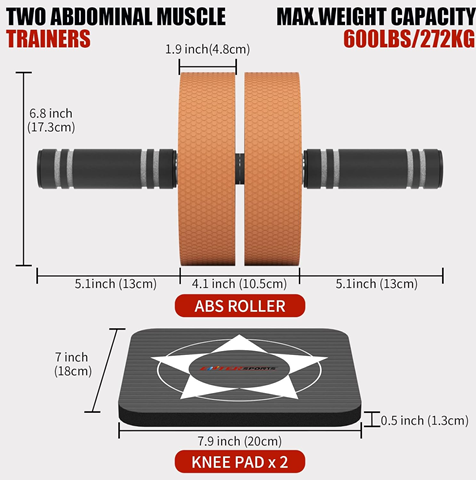 TWO ABDOMINAL MUSCLE
TRAINERS
MAX.WEIGHT CAPACITY
600LBS/272KG
1.9 inch(4.8cm)
6.8 inch
(17.3cm)
5.1inch (13cm)
4.1 inch (10.5cm)
5.1inch (13cm)
ABS ROLLER
7 inch
(18cm)
SPORTS
0.5 inch (1.3cm)
7.9 inch (20cm)
KNEE PAD x 2